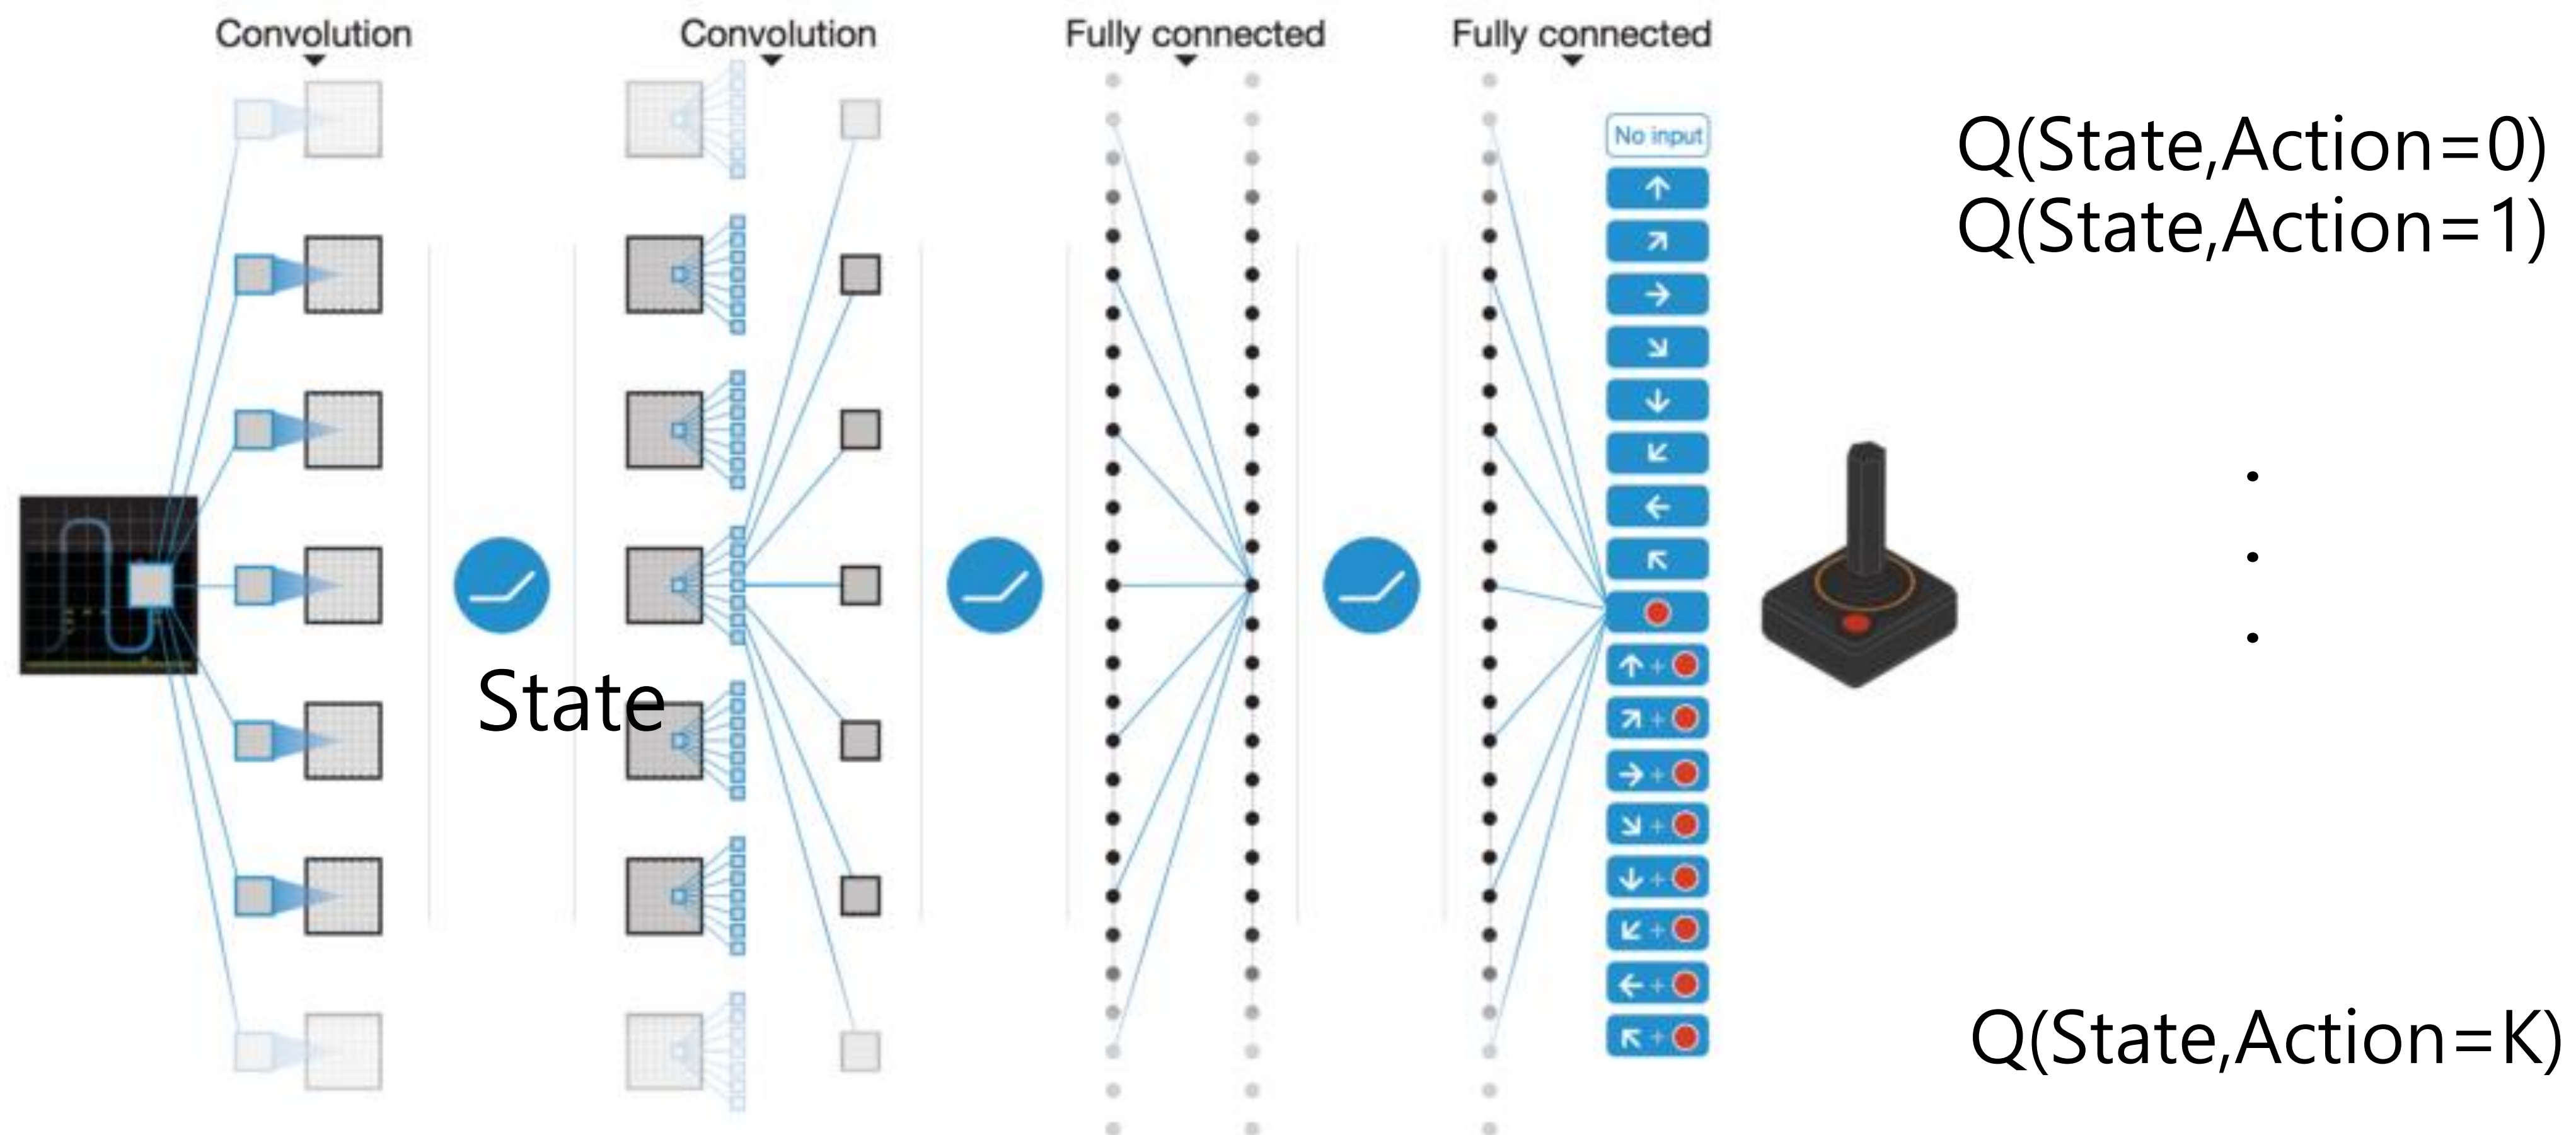 Convolution
Convolution
Fully connected
Fully connected
No input
Q(State,Action=0)
Q(State,Action=1)
State
+
+
+
+
+
+
+
+
.
.
.
Q(State,Action=K)